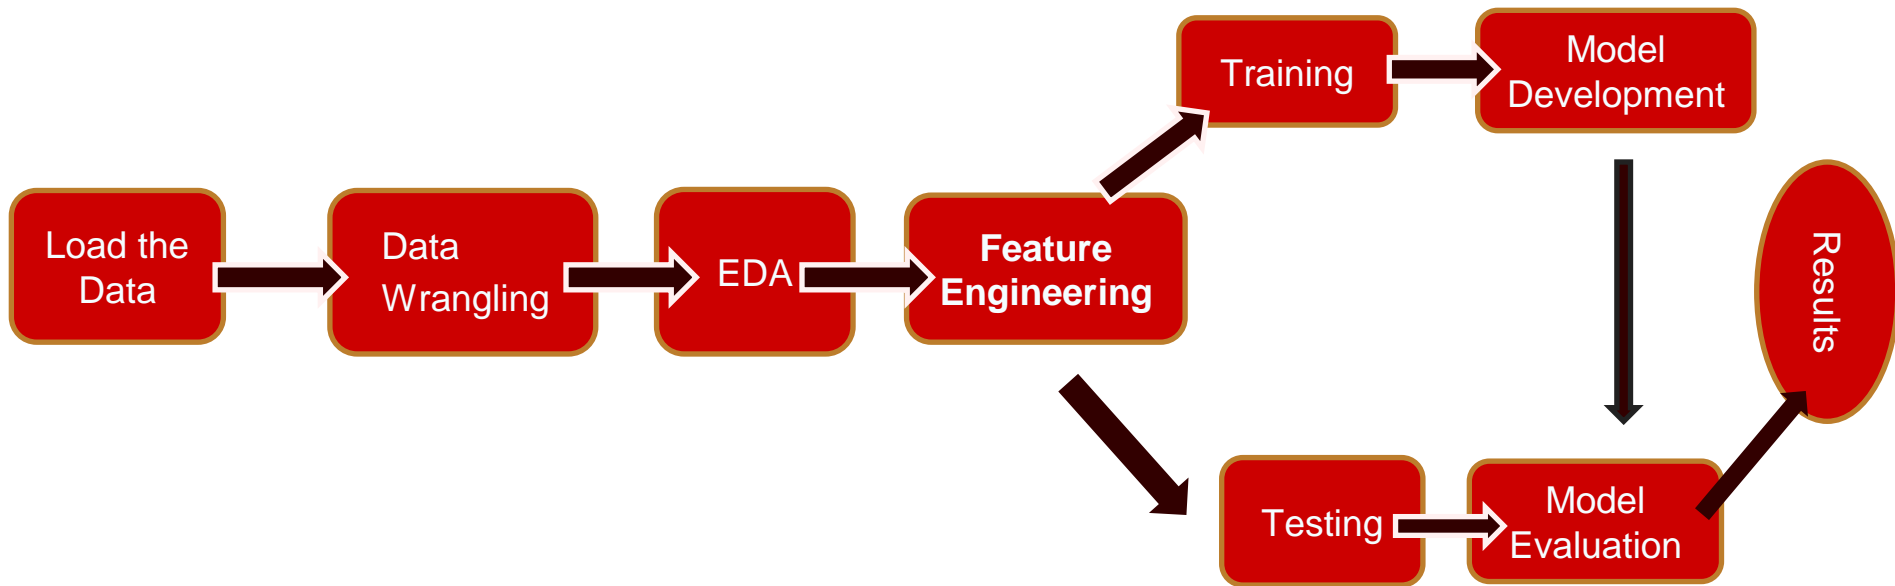 Load the
Data
Data
Wrangling
EDA
Feature
Engineering
Training
Model
Development
Testing
Model
Evaluation
Results